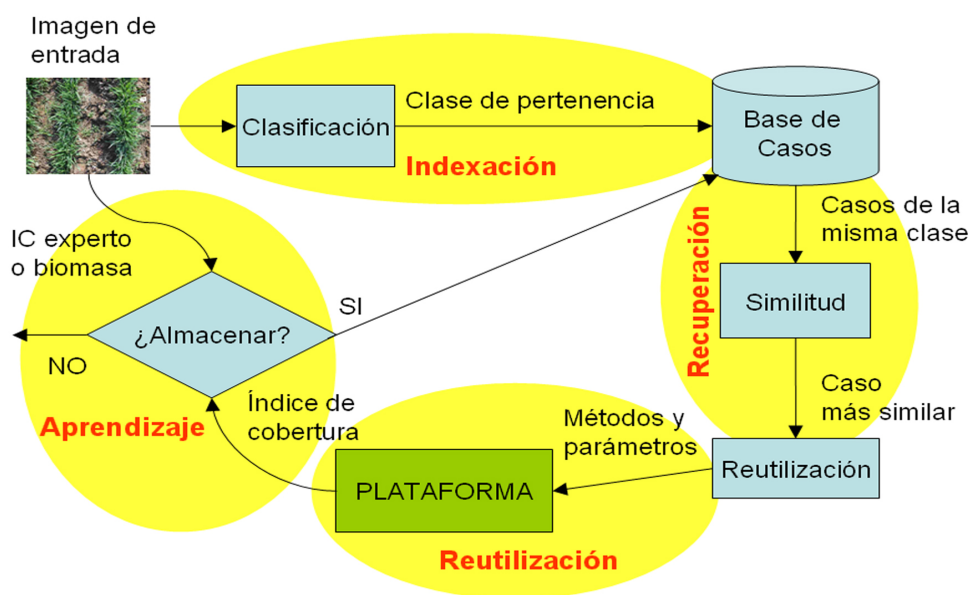 Imagen de
entrada
Clasificación
Clase de pertenencia
Indexación
Base de
Casos
Casos de la
misma clase
Recuperación
Similitud
Caso
más similar
Reutilización
Métodos y
parámetros
PLATAFORMA
Reutilización
Índice de
cobertura
Aprendizaje
IC experto
o biomasa
¿Almacenar?
SI
NO